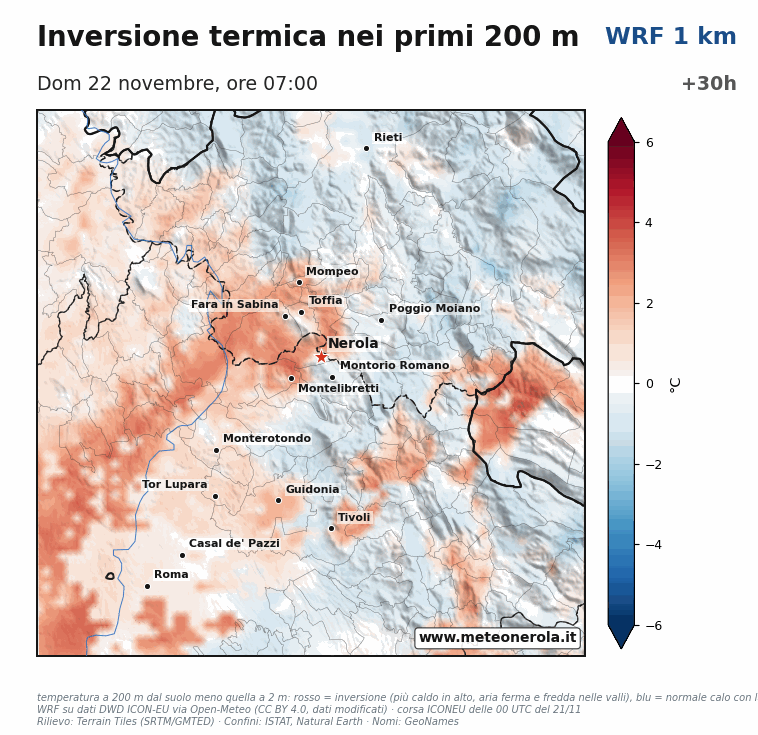 Inversione termica nei primi 200 m
WRF 1 km
Dom 22 novembre, ore 07:00
+30h
Rieti
Mompeo
Fara in Sabina
Toffia
Poggio Moiano
Nerola
Montorio Romano
Montelibretti
Monterotondo
Tor Lupara
Guidonia
Tivoli
Casal de' Pazzi
Roma
www.meteonerola.it
6
4
2
0
−2
−4
−6
°C
temperatura a 200 m dal suolo meno quella a 2 m: rosso = inversione (più caldo in alto, aria ferma e fredda nelle valli), blu = normale calo con l
WRF su dati DWD ICON-EU via Open-Meteo (CC BY 4.0, dati modificati) · corsa ICONEU delle 00 UTC del 21/11
Rilievo: Terrain Tiles (SRTM/GMTED) · Confini: ISTAT, Natural Earth · Nomi: GeoNames